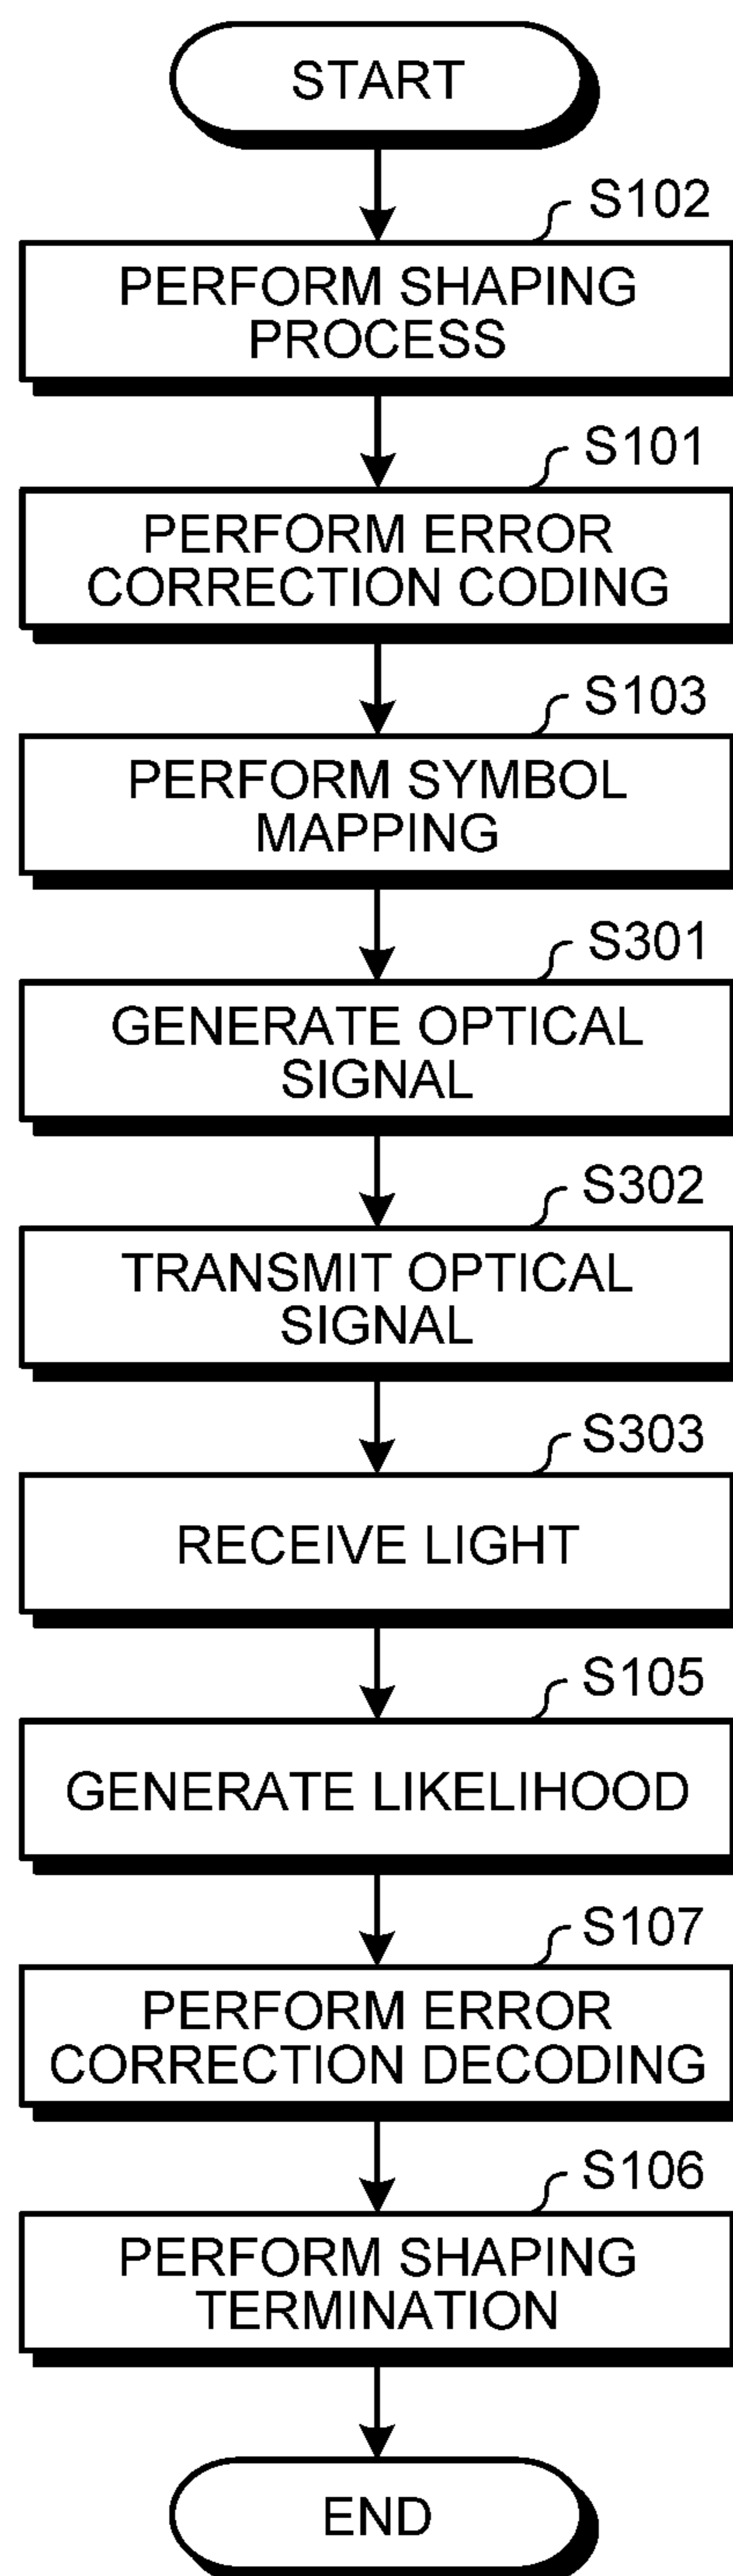 START
S102
PERFORM SHAPING
PROCESS
S101
PERFORM ERROR
CORRECTION CODING
S103
PERFORM SYMBOL
MAPPING
S301
GENERATE OPTICAL
SIGNAL
S302
TRANSMIT OPTICAL
SIGNAL
S303
RECEIVE LIGHT
S105
GENERATE LIKELIHOOD
S107
PERFORM ERROR
CORRECTION DECODING
S106
PERFORM SHAPING
TERMINATION
END